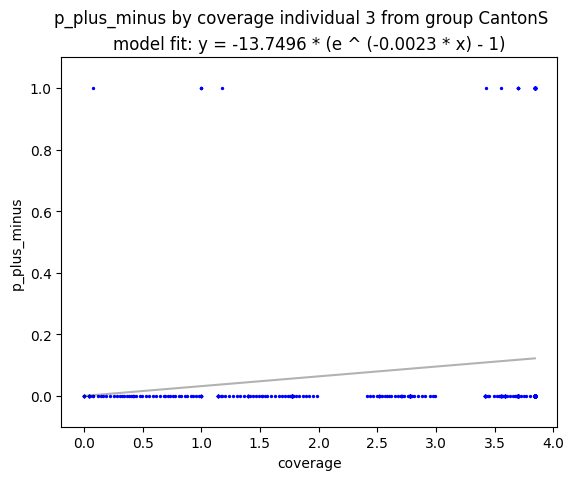 p_plus_minus by coverage individual 3 from group CantonS
model fit: y = -13.7496 * (e ^ (-0.0023 * x) - 1)
1.0
0.8
0.6
0.4
0.2
0.0
p_plus_minus
0.0 0.5 1.0 1.5 2.0 2.5 3.0 3.5 4.0
coverage